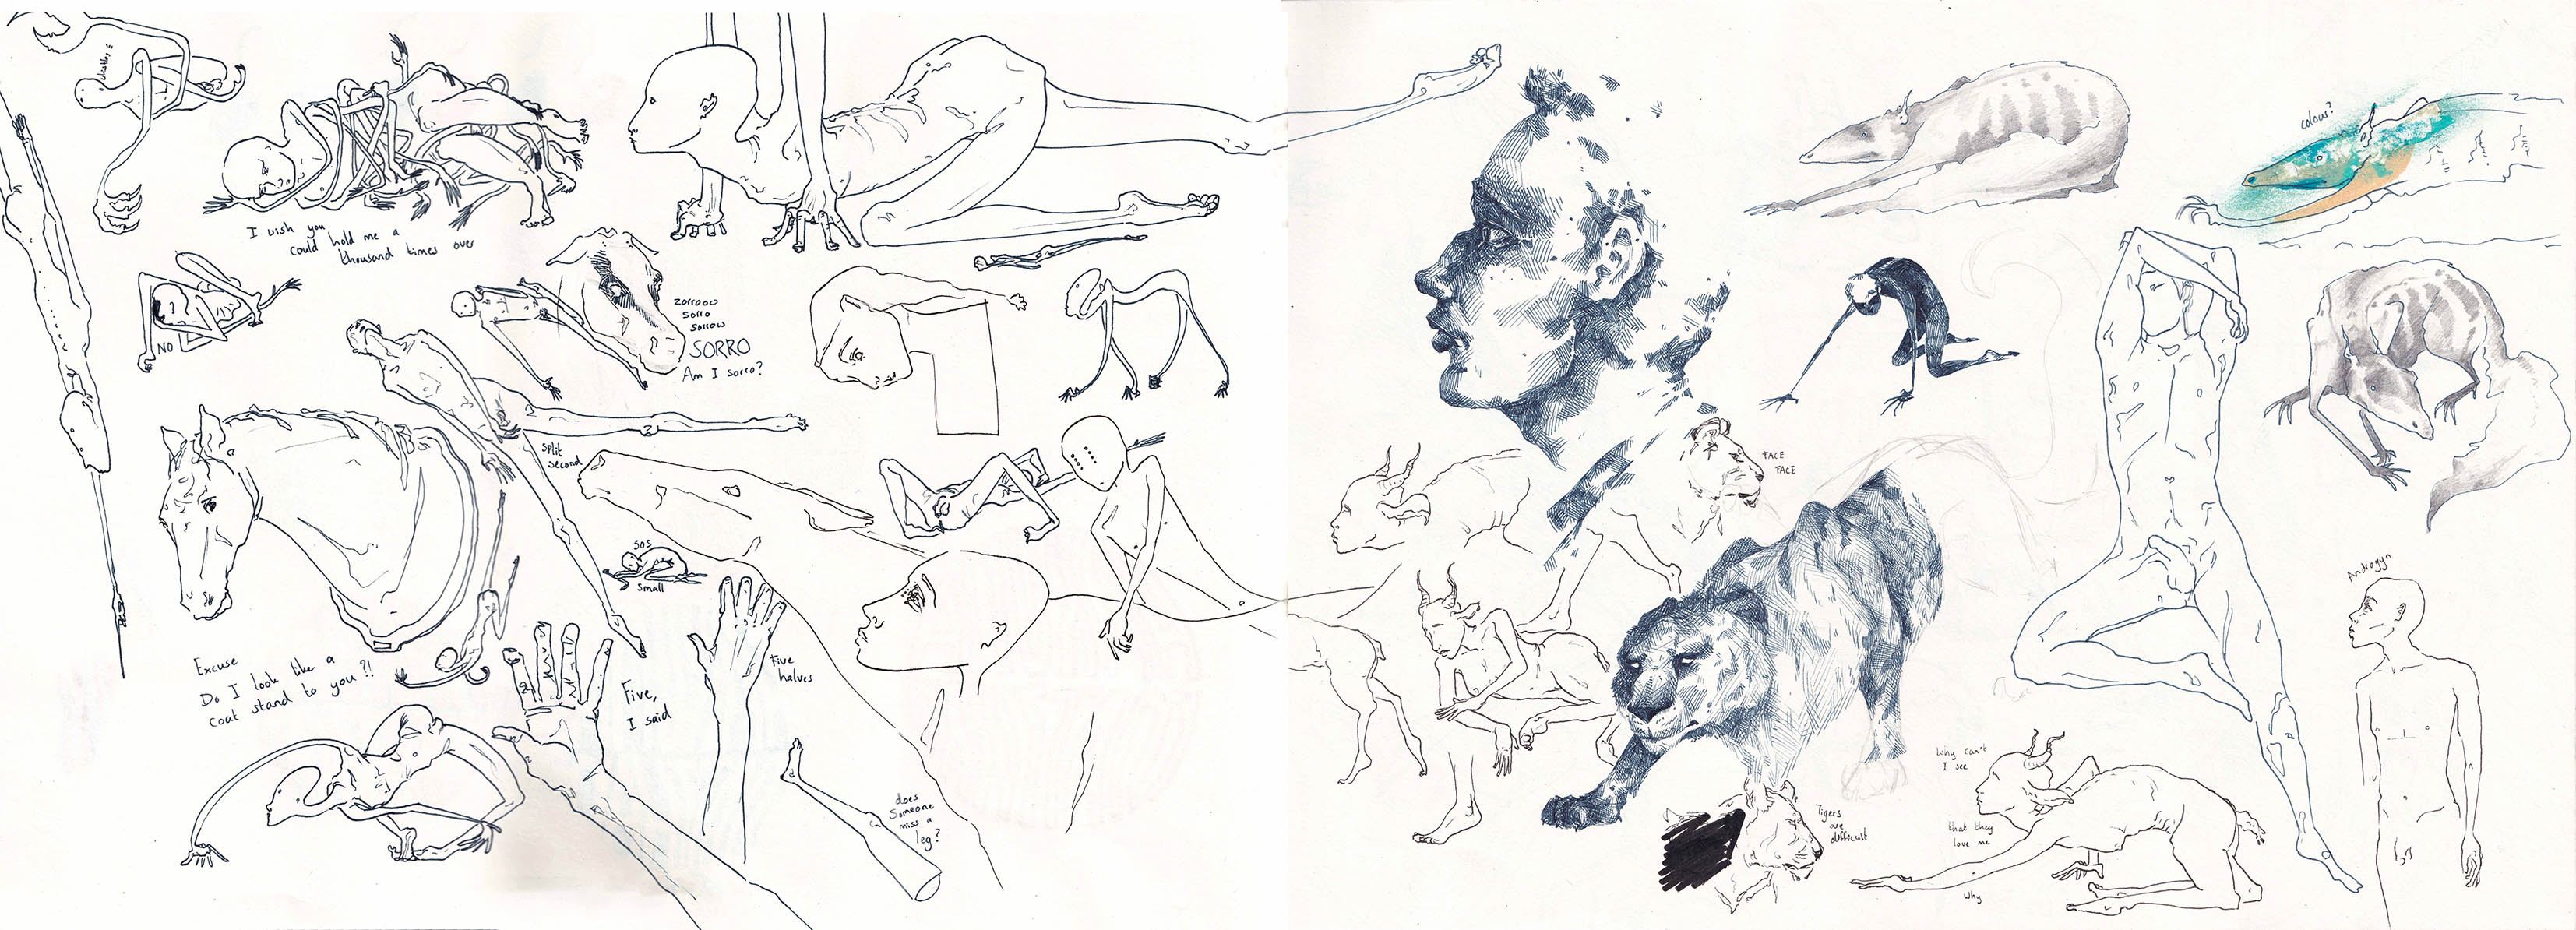 I wish you
could hold me a
thousand times over
NO
zorrooo
sorro
sorrow
SORRO
Am I sorro?
split
second
SOS
small
Excuse
Do I look like a
coat stand to you?!
Five,
I said
Five
halves
does
someone
miss a
leg?
colour?
FACE
FACE
Tigers
are
difficult
Why can't
I see
that they
love me
why
Androgyn